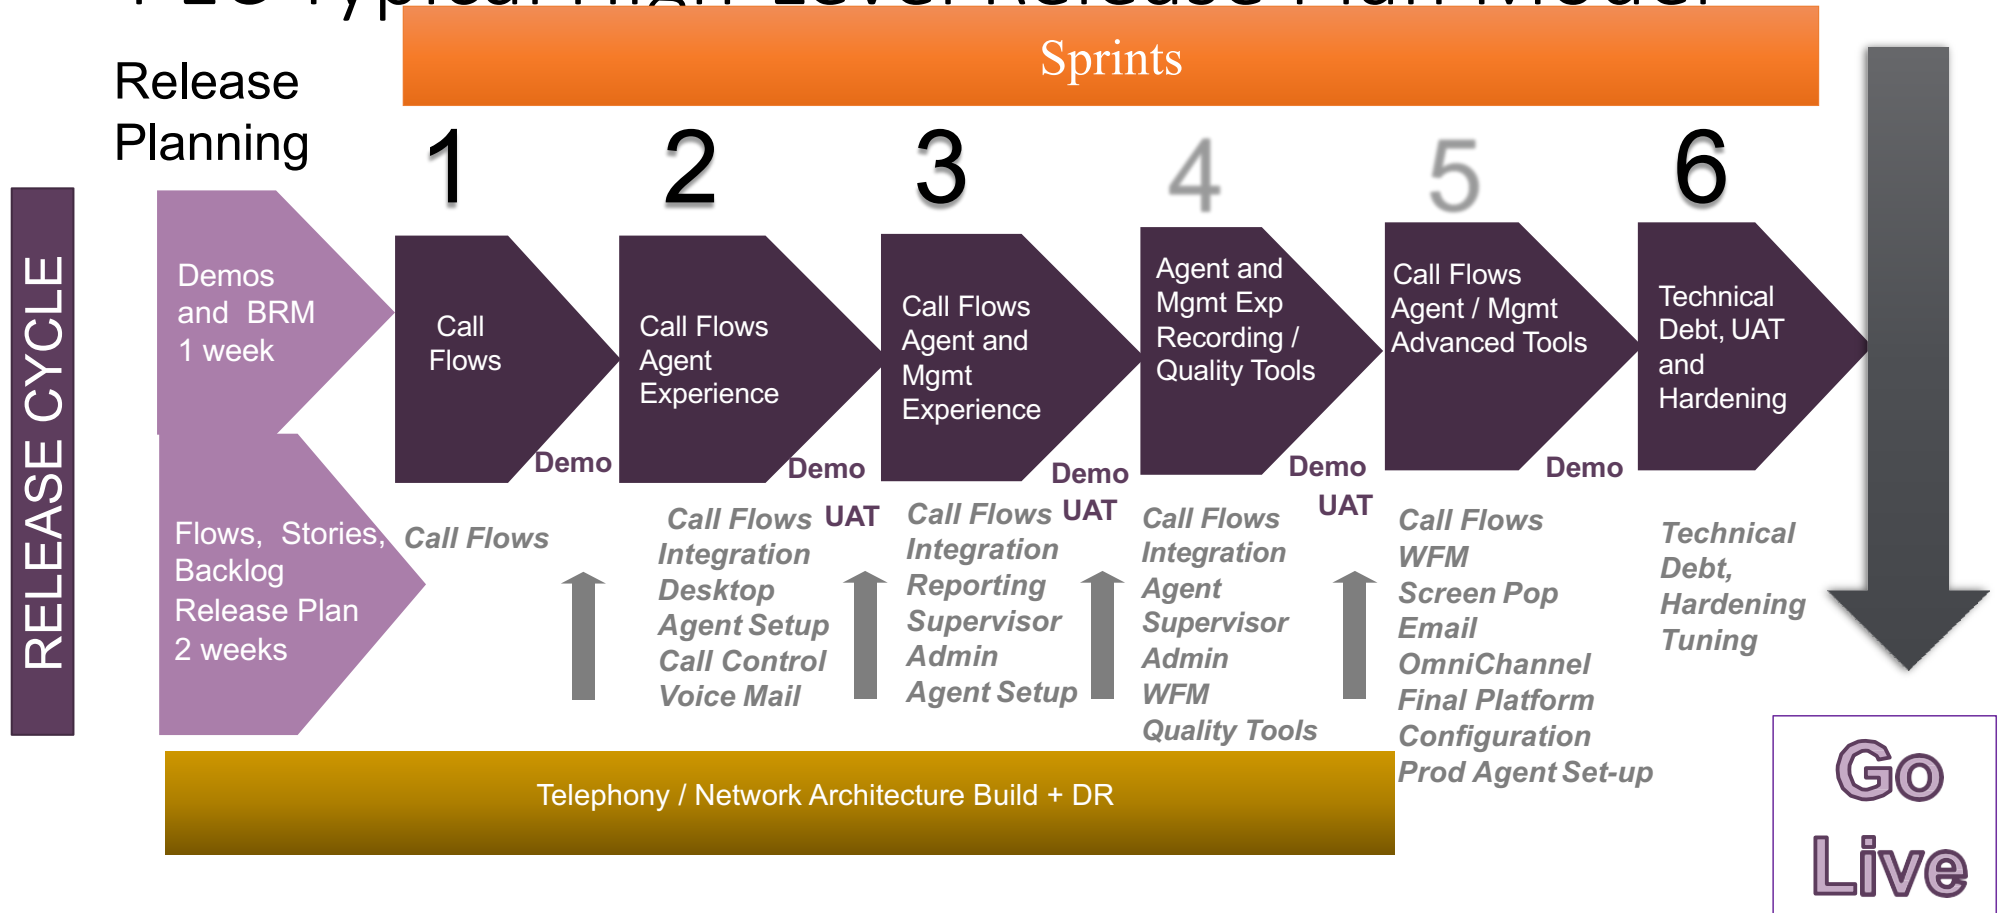 Typical High-Level Release Plan Model
Sprints
Release
Planning
1
2
3
4
5
6
RELEASE CYCLE
Demos
and BRM
1 week
Flows, Stories,
Backlog
Release Plan
2 weeks
Call
Flows
Call Flows
Agent
Experience
Call Flows
Agent and
Mgmt
Experience
Agent and
Mgmt Exp
Recording /
Quality Tools
Call Flows
Agent / Mgmt
Advanced Tools
Technical
Debt, UAT
and
Hardening
Demo
Demo
UAT
Demo
UAT
Demo
UAT
Demo
Call Flows
Call Flows
Integration
Desktop
Agent Setup
Call Control
Voice Mail
Call Flows
Integration
Reporting
Supervisor
Admin
Agent Setup
Call Flows
Integration
Agent
Supervisor
Admin
WFM
Quality Tools
Call Flows
WFM
Screen Pop
Email
OmniChannel
Final Platform
Configuration
Prod Agent Set-up
Technical
Debt,
Hardening
Tuning
Telephony / Network Architecture Build + DR
Go
Live